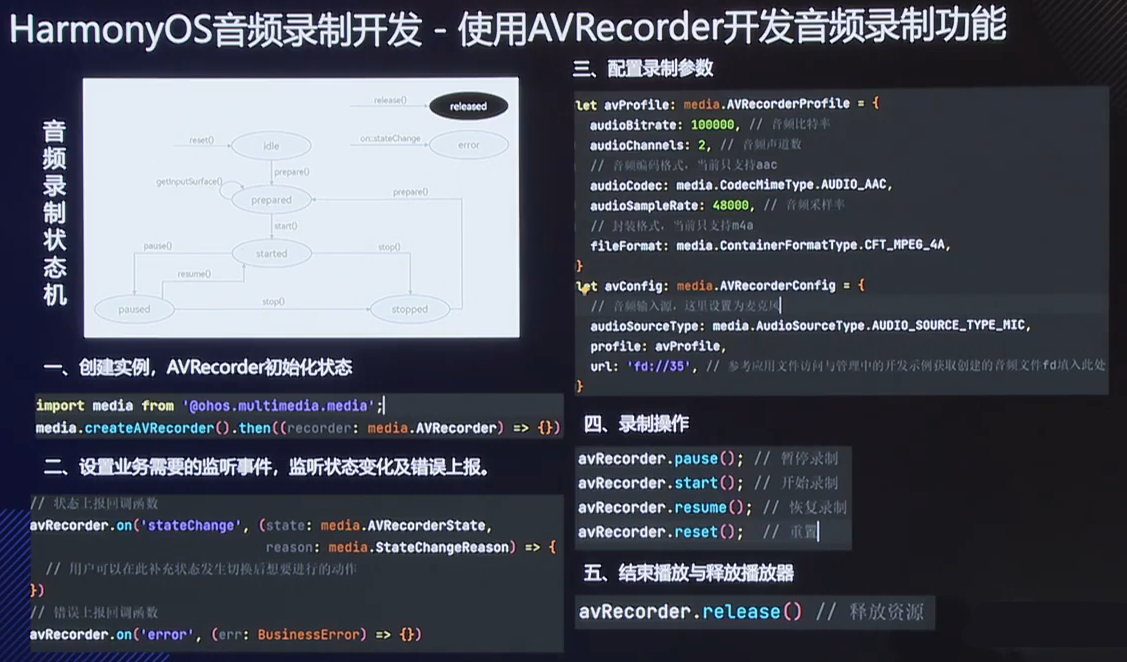 HarmonyOS音频录制开发 - 使用AVRecorder开发音频录制功能
音频录制状态机
release()
released
reset()
idle
on::stateChange
error
prepare()
getInputSurface()
prepared
prepare()
start()
pause()
started
stop()
resume()
paused
stop()
stopped
一、创建实例，AVRecorder初始化状态
import media from '@ohos.multimedia.media';
media.createAVRecorder().then((recorder: media.AVRecorder) => {})
二、设置业务需要的监听事件，监听状态变化及错误上报。
// 状态上报回调函数
avRecorder.on('stateChange', (state: media.AVRecorderState,
reason: media.StateChangeReason) => {
// 用户可以在此补充状态发生切换后想要进行的动作
})
// 错误上报回调函数
avRecorder.on('error', (err: BusinessError) => {})
三、配置录制参数
let avProfile: media.AVRecorderProfile = {
audioBitrate: 100000, // 音频比特率
audioChannels: 2, // 音频声道数
// 音频编码格式，当前只支持aac
audioCodec: media.CodecMimeType.AUDIO_AAC,
audioSampleRate: 48000, // 音频采样率
// 封装格式，当前只支持m4a
fileFormat: media.ContainerFormatType.CFT_MPEG_4A,
}
let avConfig: media.AVRecorderConfig = {
// 音频输入源，这里设置为麦克风
audioSourceType: media.AudioSourceType.AUDIO_SOURCE_TYPE_MIC,
profile: avProfile,
url: 'fd://35', // 参考应用文件访问与管理中的开发示例获取创建的音频文件fd填入此处
}
四、录制操作
avRecorder.pause(); // 暂停录制
avRecorder.start(); // 开始录制
avRecorder.resume(); // 恢复录制
avRecorder.reset(); // 重置
五、结束播放与释放播放器
avRecorder.release() // 释放资源